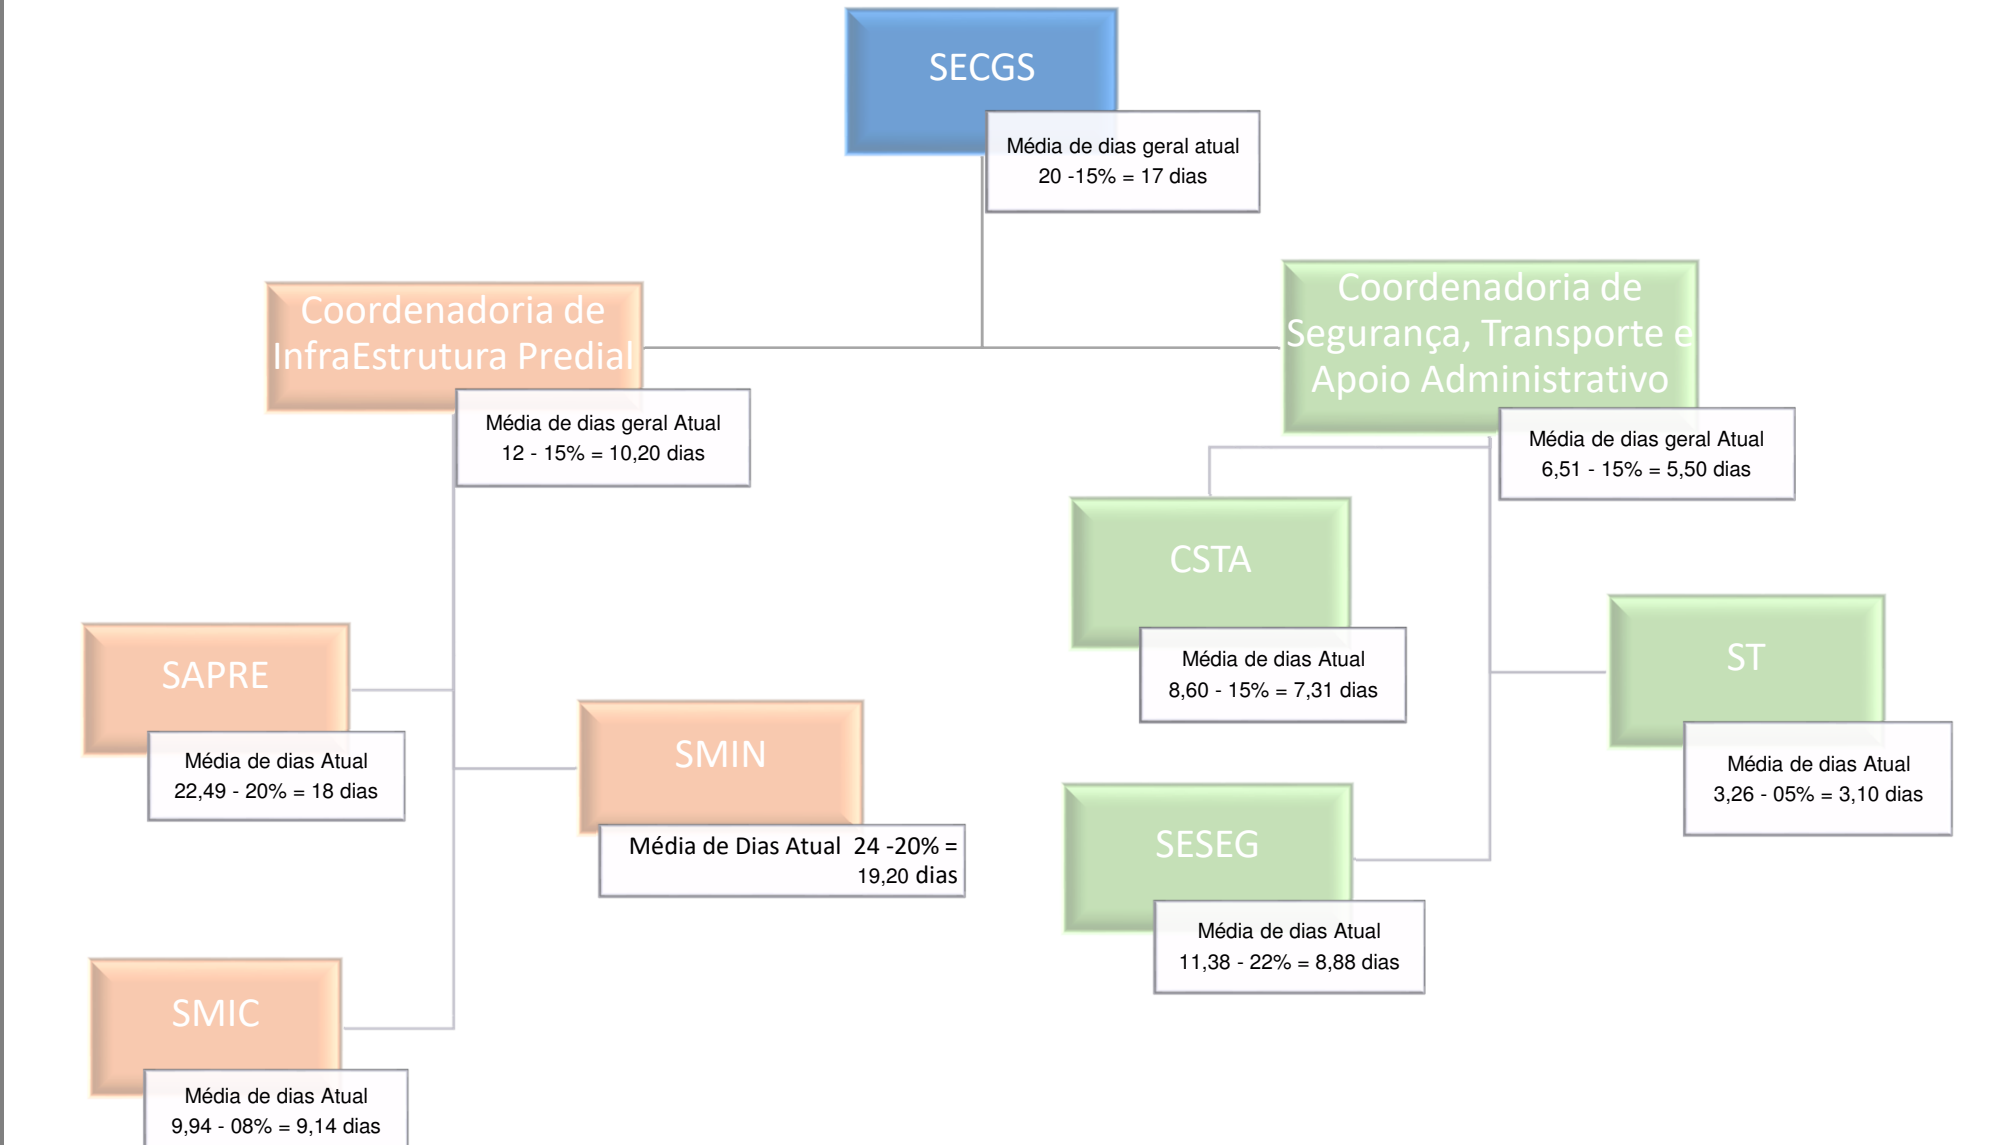 SECGS
Média de dias geral atual
20 -15% = 17 dias
Coordenadoria de
InfraEstrutura Predial
Média de dias geral Atual
12 - 15% = 10,20 dias
Coordenadoria de
Segurança, Transporte e
Apoio Administrativo
Média de dias geral Atual
6,51 - 15% = 5,50 dias
CSTA
Média de dias Atual
8,60 - 15% = 7,31 dias
ST
Média de dias Atual
3,26 - 05% = 3,10 dias
SAPRE
Média de dias Atual
22,49 - 20% = 18 dias
SMIN
Média de Dias Atual  24 -20% =
19,20 dias
SESEG
Média de dias Atual
11,38 - 22% = 8,88 dias
SMIC
Média de dias Atual
9,94 - 08% = 9,14 dias